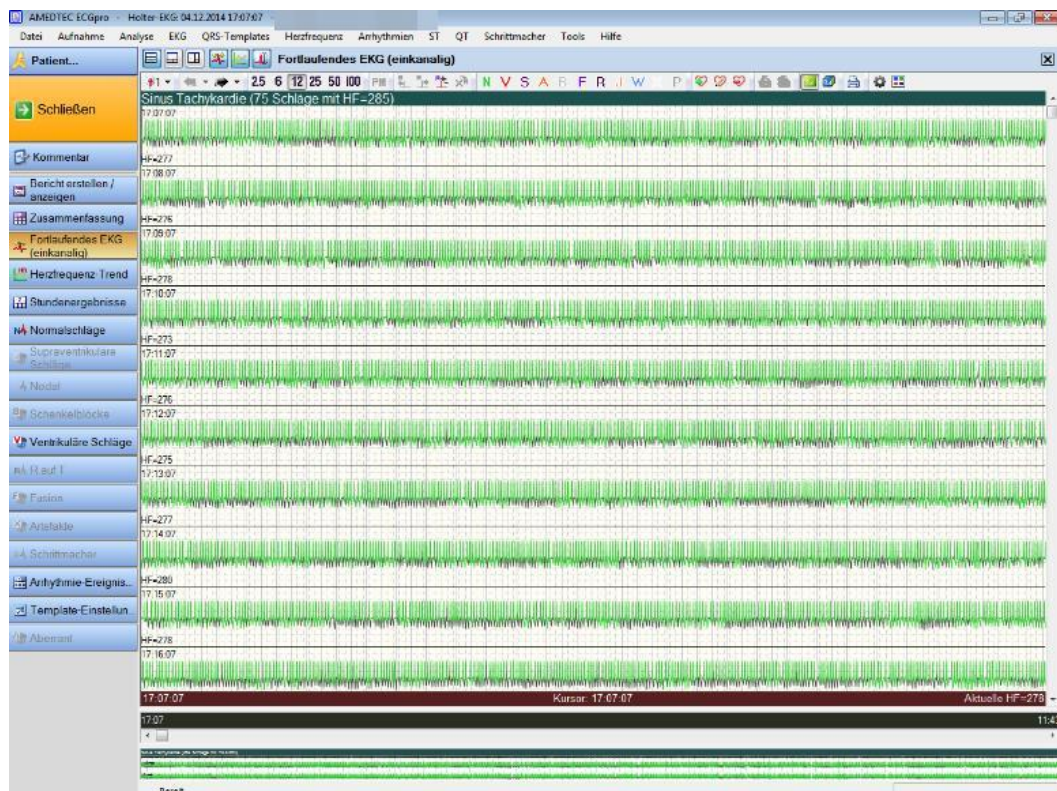 AMEDTEC ECGpro - Holter-EKG: 04.12.2014 17:07:07 -
Datei Aufnahme Analyse EKG QRS-Templates Herzfrequenz Arrhythmien ST QT Schrittmacher Tools Hilfe
Patient...
Fortlaufendes EKG (einkanalig)
#1 2.5 6 12 25 50 100 PM N V S A B F R J W P
Schließen
Kommentar
Bericht erstellen /
anzeigen
Zusammenfassung
Fortlaufendes EKG
(einkanalig)
Herzfrequenz-Trend
Stundenergebnisse
Normalschläge
Supraventrikuläre
Schläge
Nodal
Schenkelblöcke
Ventrikuläre Schläge
R auf T
Fusion
Artefakte
Schrittmacher
Arrhythmie-Ereignis...
Template-Einstellun...
Aberrant
Sinus Tachykardie (75 Schläge mit HF=285)
17:07:07
HF=277
17:08:07
HF=276
17:09:07
HF=278
17:10:07
HF=273
17:11:07
HF=276
17:12:07
HF=275
17:13:07
HF=277
17:14:07
HF=280
17:15:07
HF=278
17:16:07
17:07:07 Kursor: 17:07:07 Aktuelle HF=278
17:07 11:43
Bereit